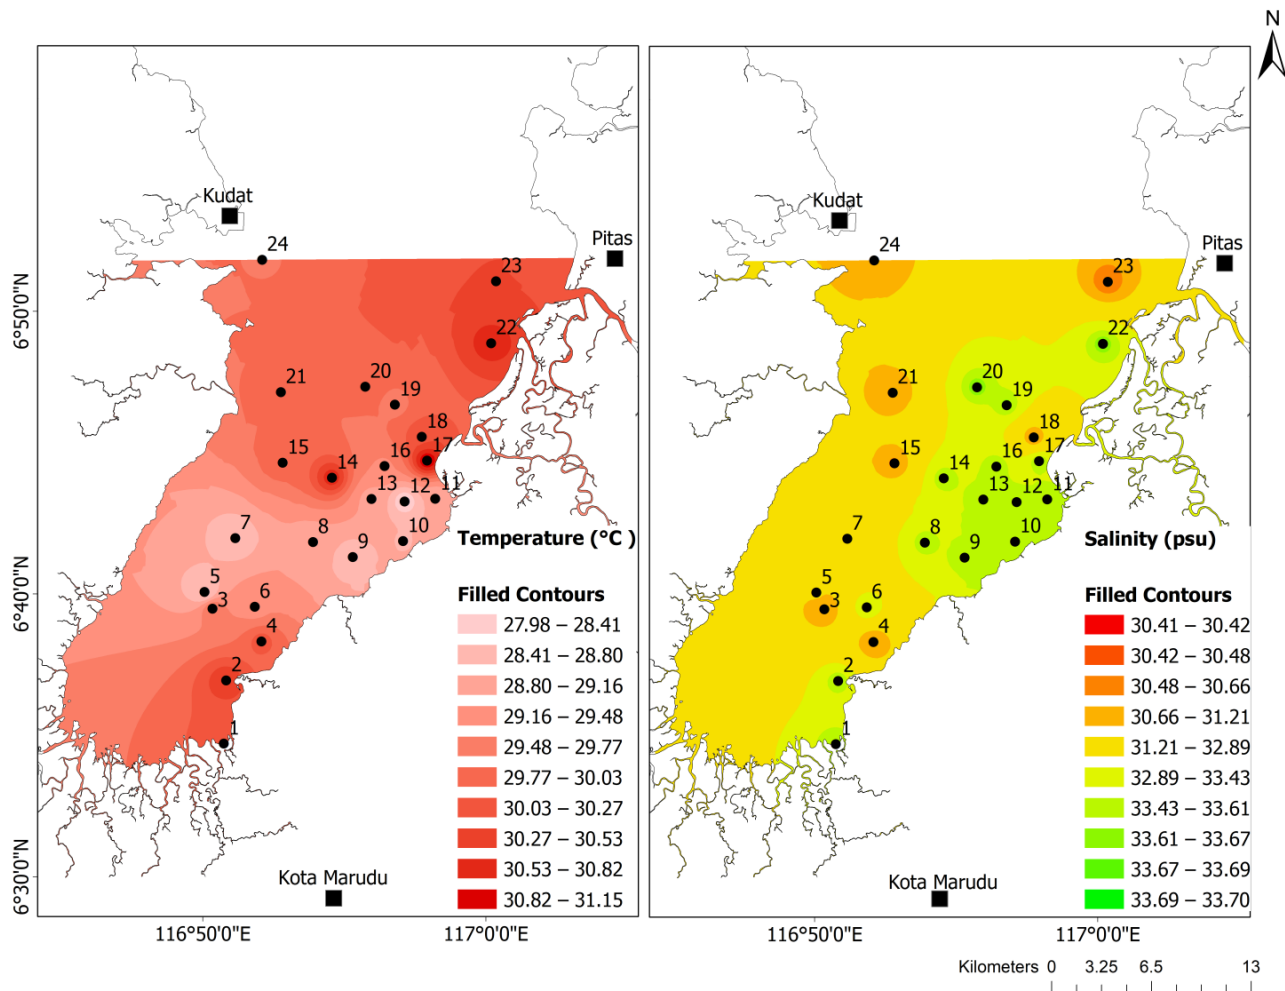 N
Kudat
24
Pitas
23
22
21
20
19
18
17
16
15
14
13
12
11
10
9
8
7
6
5
3
4
2
1
Kota Marudu
6°50'0"N
6°40'0"N
6°30'0"N
116°50'0"E
117°0'0"E
Temperature (°C )
Filled Contours
27.98 – 28.41
28.41 – 28.80
28.80 – 29.16
29.16 – 29.48
29.48 – 29.77
29.77 – 30.03
30.03 – 30.27
30.27 – 30.53
30.53 – 30.82
30.82 – 31.15
Kudat
24
Pitas
23
22
21
20
19
18
17
16
15
14
13
12
11
10
9
8
7
6
5
3
4
2
1
Kota Marudu
116°50'0"E
117°0'0"E
Salinity (psu)
Filled Contours
30.41 – 30.42
30.42 – 30.48
30.48 – 30.66
30.66 – 31.21
31.21 – 32.89
32.89 – 33.43
33.43 – 33.61
33.61 – 33.67
33.67 – 33.69
33.69 – 33.70
Kilometers 0 3.25 6.5 13